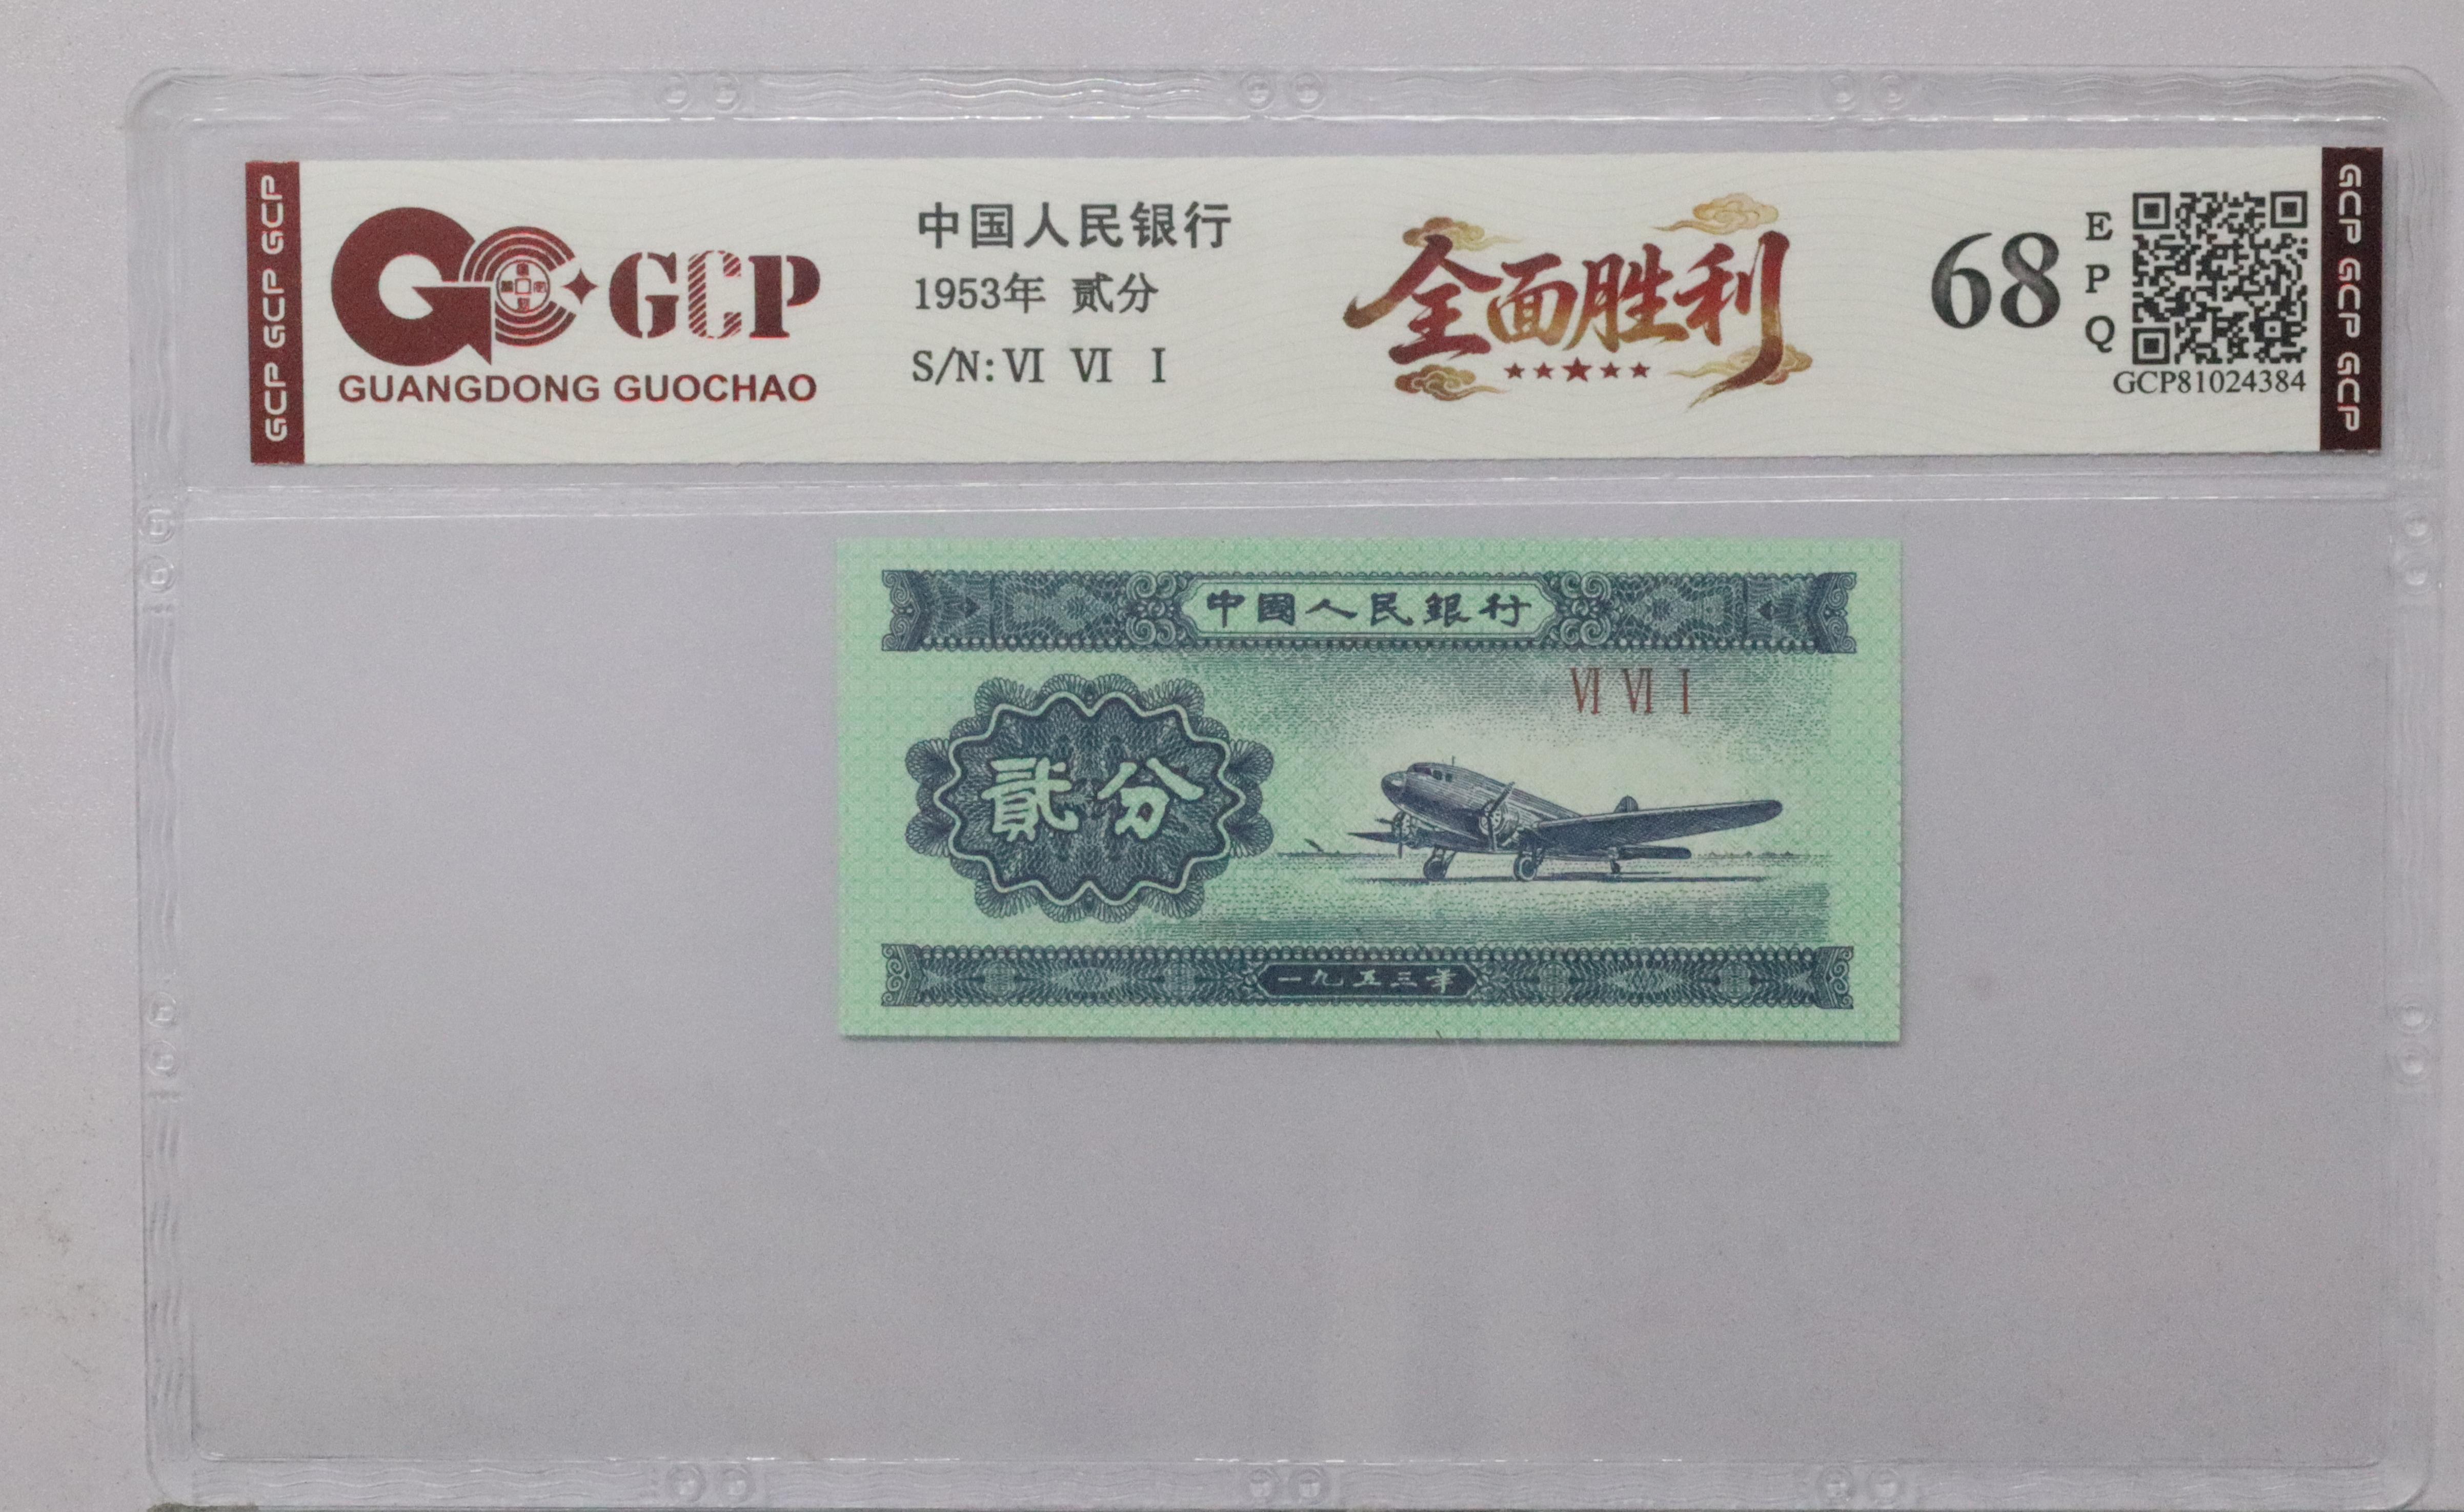 GCP GCP GCP
GCP
GUANGDONG GUOCHAO
中国人民银行
1953年 贰分
S/N: VI VI I
全面胜利
68
E
P
Q
GCP81024384
GCP GCP GCP
中國人民銀行
VI VI I
貳分
一九五三年